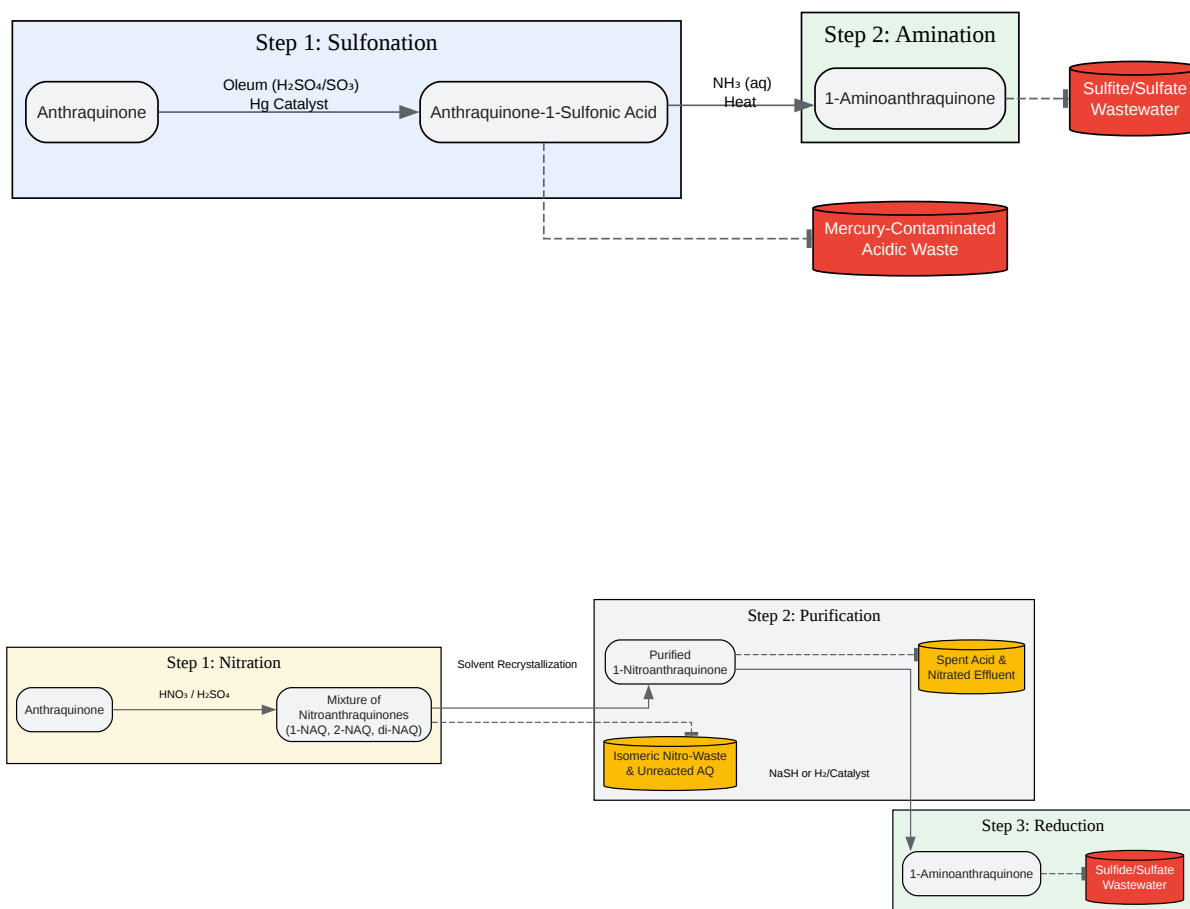 Step 1: Sulfonation
Step 2: Amination
Oleum (H₂SO₄/SO₃)
Hg Catalyst
NH₃ (aq)
Heat
Anthraquinone
Anthraquinone-1-Sulfonic Acid
1-Aminoanthraquinone
Sulfite/Sulfate
Wastewater
Mercury-Contaminated
Acidic Waste
Step 1: Nitration
Anthraquinone
HNO₃ / H₂SO₄
Mixture of
Nitroanthraquinones
(1-NAQ, 2-NAQ, di-NAQ)
Solvent Recrystallization
Step 2: Purification
Purified
1-Nitroanthraquinone
Spent Acid &
Nitrated Effluent
Isomeric Nitro-Waste
& Unreacted AQ
NaSH or H₂/Catalyst
Step 3: Reduction
1-Aminoanthraquinone
Sulfide/Sulfate
Wastewater